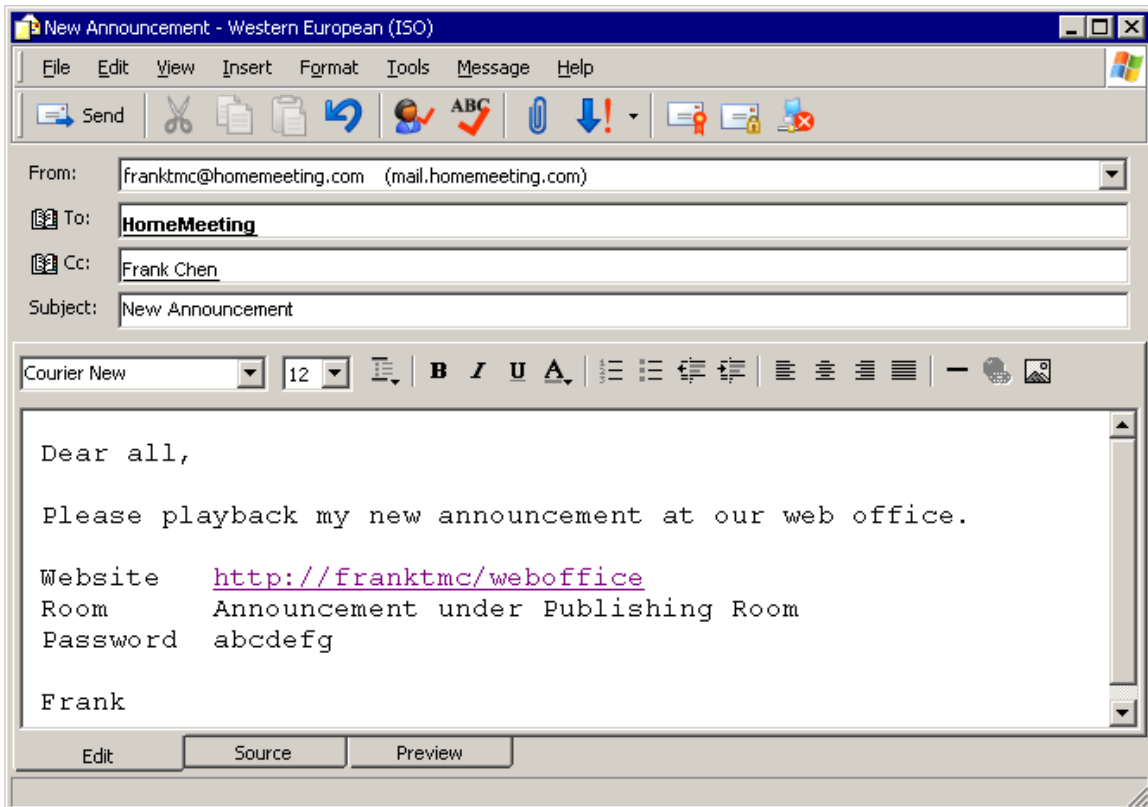 New Announcement - Western European (ISO)
File Edit View Insert Format Tools Message Help
Send ABC
From: franktmc@homemeeting.com (mail.homemeeting.com)
To: HomeMeeting
Cc: Frank Chen
Subject: New Announcement
Courier New 12 B I U A
Dear all,
Please playback my new announcement at our web office.
Website http://franktmc/weboffice
Room Announcement under Publishing Room
Password abcdefg
Frank
Edit Source Preview